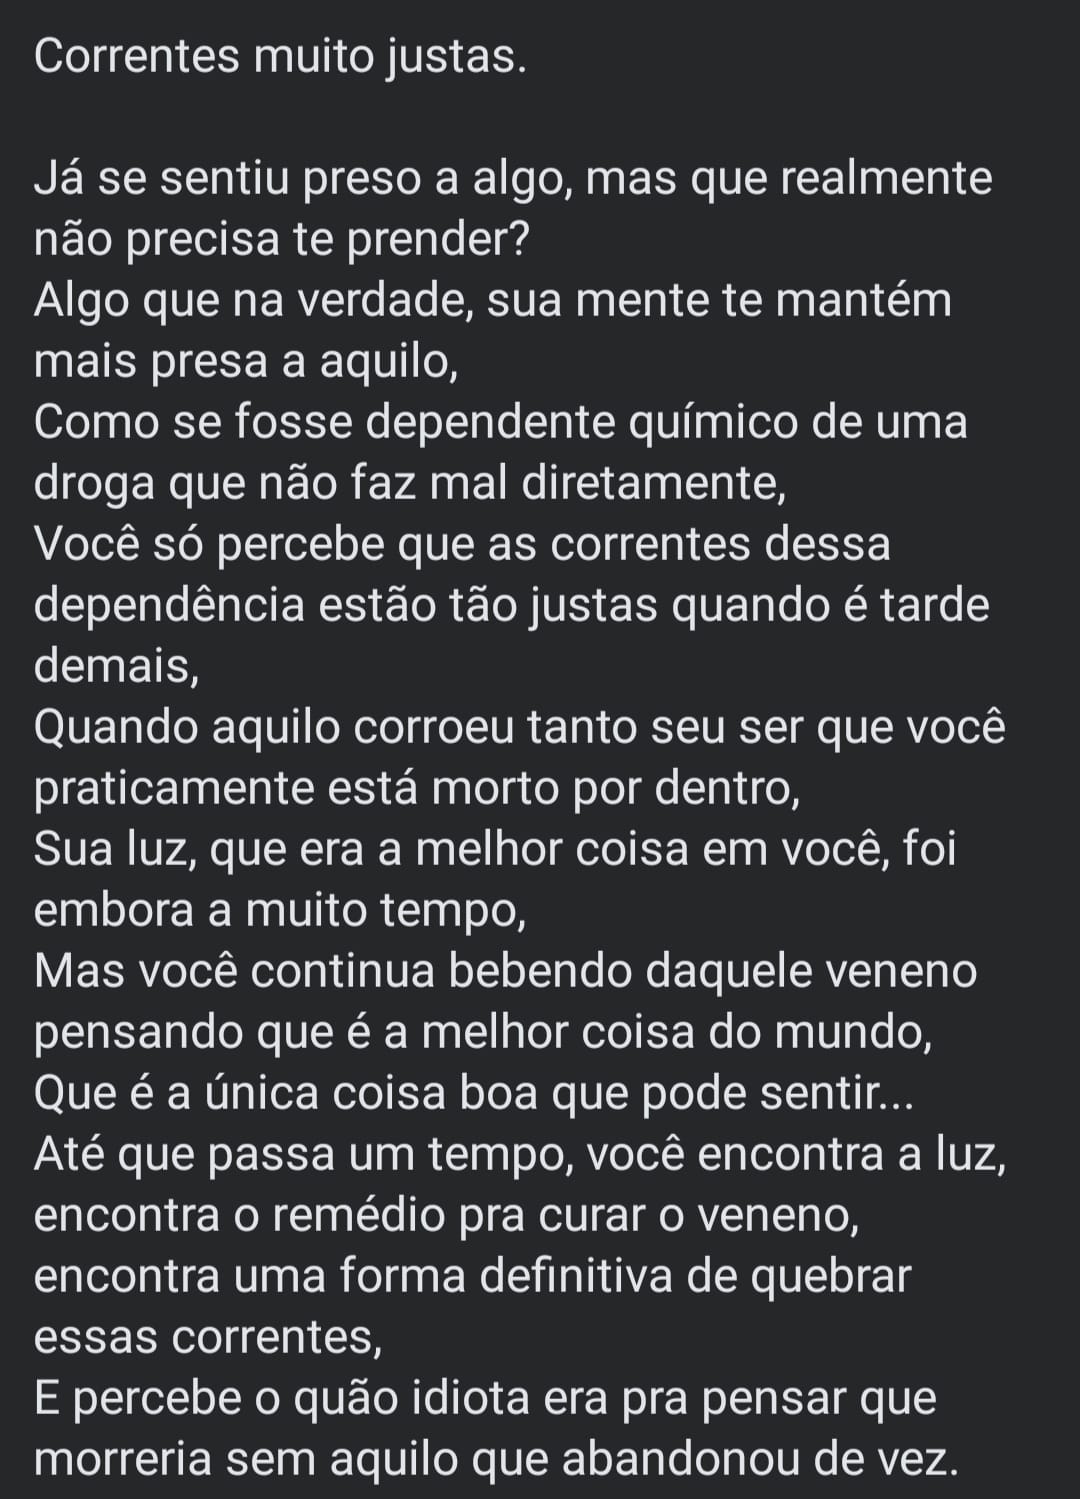 Correntes muito justas.
Já se sentiu preso a algo, mas que realmente
não precisa te prender?
Algo que na verdade, sua mente te mantém
mais presa a aquilo,
Como se fosse dependente químico de uma
droga que não faz mal diretamente,
Você só percebe que as correntes dessa
dependência estão tão justas quando é tarde
demais,
Quando aquilo corroeu tanto seu ser que você
praticamente está morto por dentro,
Sua luz, que era a melhor coisa em você, foi
embora a muito tempo,
Mas você continua bebendo daquele veneno
pensando que é a melhor coisa do mundo,
Que é a única coisa boa que pode sentir...
Até que passa um tempo, você encontra a luz,
encontra o remédio pra curar o veneno,
encontra uma forma definitiva de quebrar
essas correntes,
E percebe o quão idiota era pra pensar que
morreria sem aquilo que abandonou de vez.